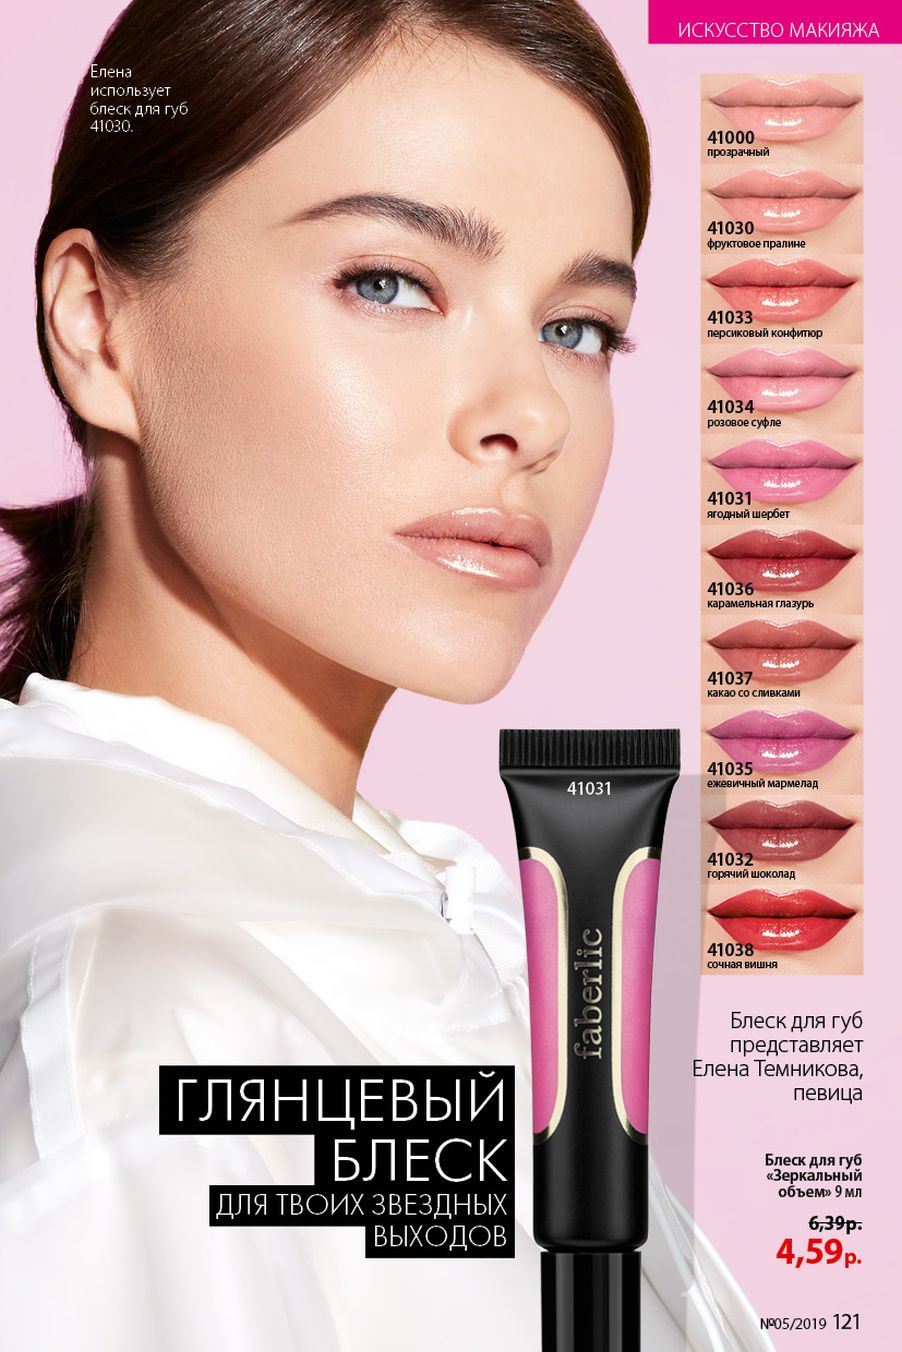 ИСКУССТВО МАКИЯЖА
Елена
использует
блеск для губ
41030.
41000
прозрачный
41030
фруктовое пралине
41033
персиковый конфитюр
41034
розовое суфле
41031
ягодный шербет
41036
карамельная глазурь
41037
какао со сливками
41035
ежевичный мармелад
41032
горячий шоколад
41038
сочная вишня
41031
faberlic
Блеск для губ
представляет
Елена Темникова,
певица
ГЛЯНЦЕВЫЙ
БЛЕСК
ДЛЯ ТВОИХ ЗВЕЗДНЫХ
ВЫХОДОВ
Блеск для губ
«Зеркальный
объем» 9 мл
6,39р.
4,59р.
№05/2019 121